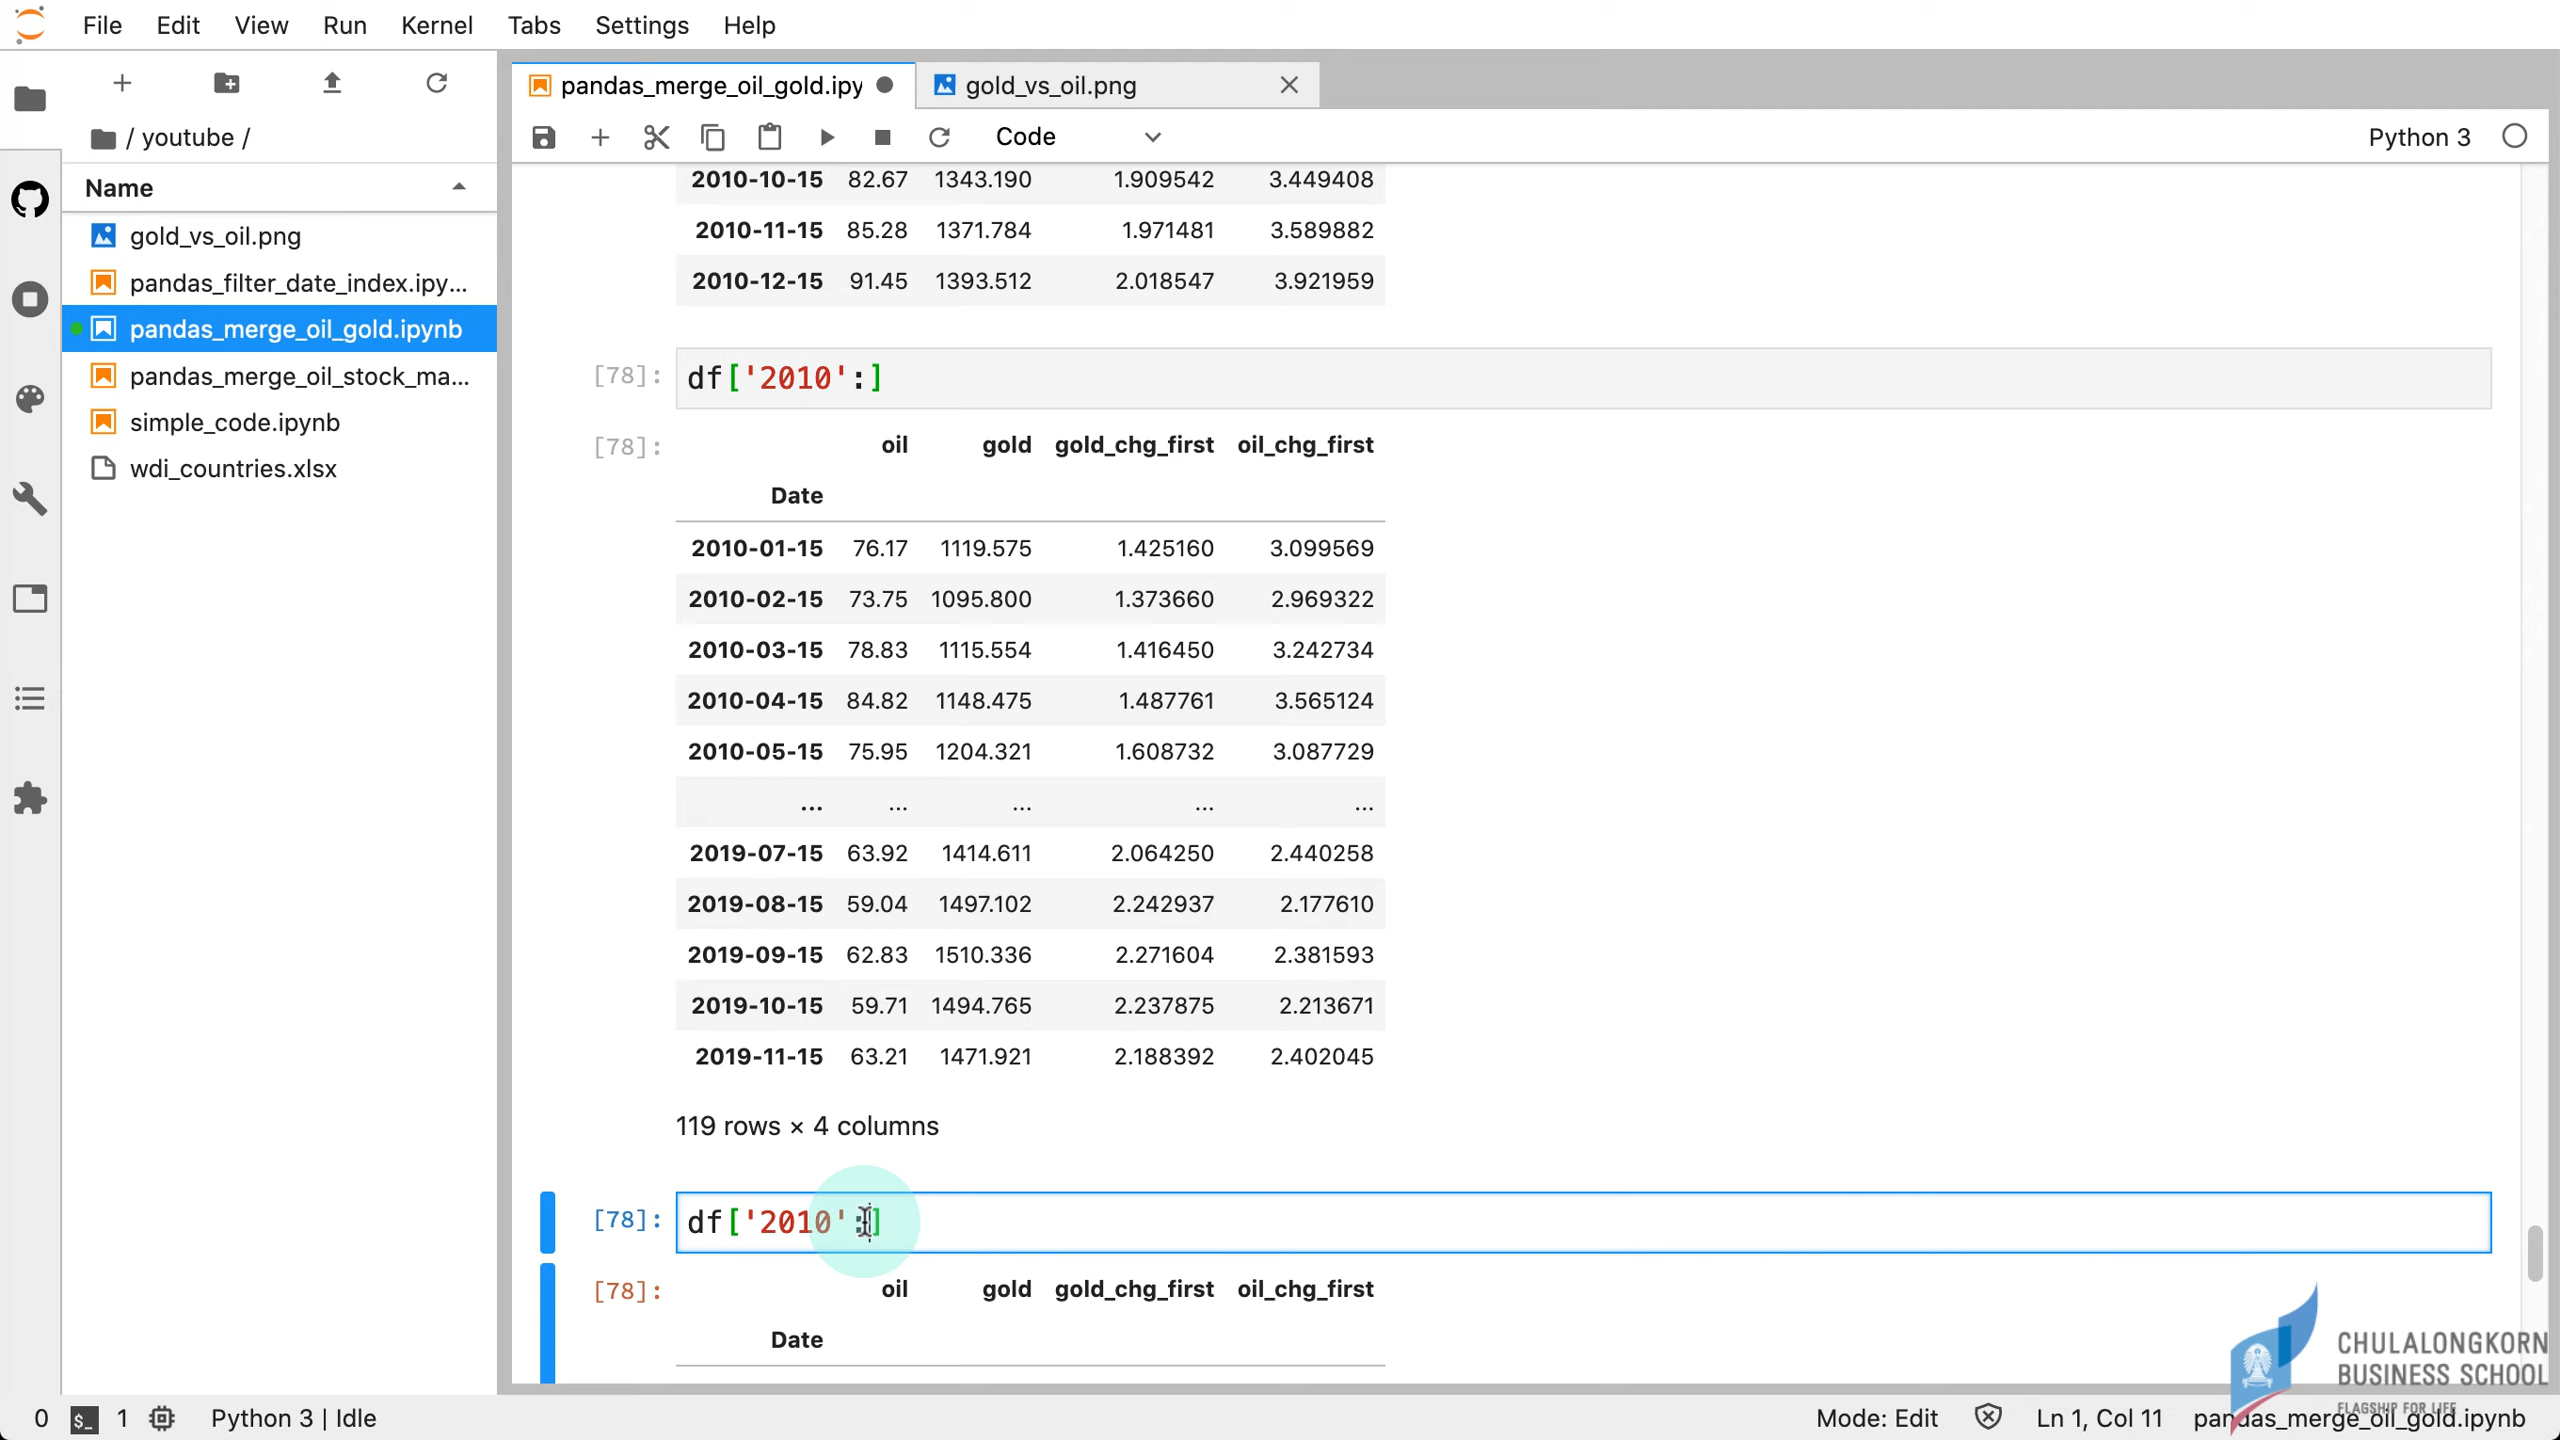 File Edit View Run Kernel Tabs Settings Help
pandas_merge_oil_gold.ipy gold_vs_oil.png
/ youtube /
Code Python 3
Name
gold_vs_oil.png
pandas_filter_date_index.ipy...
pandas_merge_oil_gold.ipynb
pandas_merge_oil_stock_ma...
simple_code.ipynb
wdi_countries.xlsx
2010-10-15 82.67 1343.190 1.909542 3.449408
2010-11-15 85.28 1371.784 1.971481 3.589882
2010-12-15 91.45 1393.512 2.018547 3.921959
[78]: df['2010':]
[78]: oil gold gold_chg_first oil_chg_first
Date
2010-01-15 76.17 1119.575 1.425160 3.099569
2010-02-15 73.75 1095.800 1.373660 2.969322
2010-03-15 78.83 1115.554 1.416450 3.242734
2010-04-15 84.82 1148.475 1.487761 3.565124
2010-05-15 75.95 1204.321 1.608732 3.087729
... ... ... ... ...
2019-07-15 63.92 1414.611 2.064250 2.440258
2019-08-15 59.04 1497.102 2.242937 2.177610
2019-09-15 62.83 1510.336 2.271604 2.381593
2019-10-15 59.71 1494.765 2.237875 2.213671
2019-11-15 63.21 1471.921 2.188392 2.402045
119 rows × 4 columns
[78]: df['2010':]
[78]: oil gold gold_chg_first oil_chg_first
Date
CHULALONGKORN
BUSINESS SCHOOL
FLAGSHIP FOR LIFE
0 $_ 1 Python 3 | Idle Mode: Edit Ln 1, Col 11 pandas_merge_oil_gold.ipynb